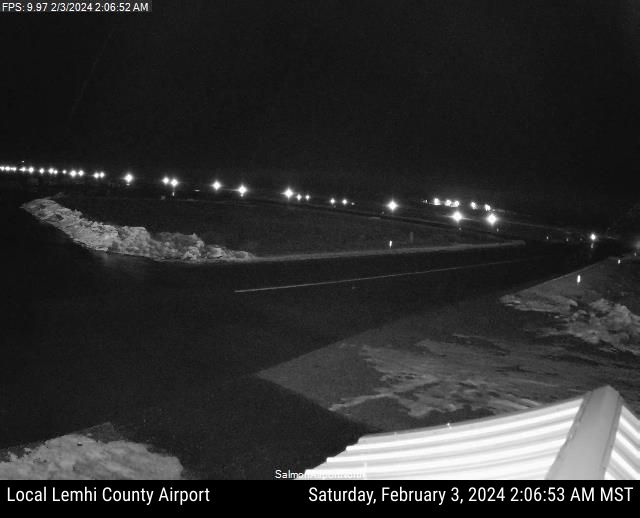 FPS: 9.97 2/3/2024 2:06:52 AM
SalmonAirportNorth
Local Lemhi County Airport
Saturday, February 3, 2024 2:06:53 AM MST